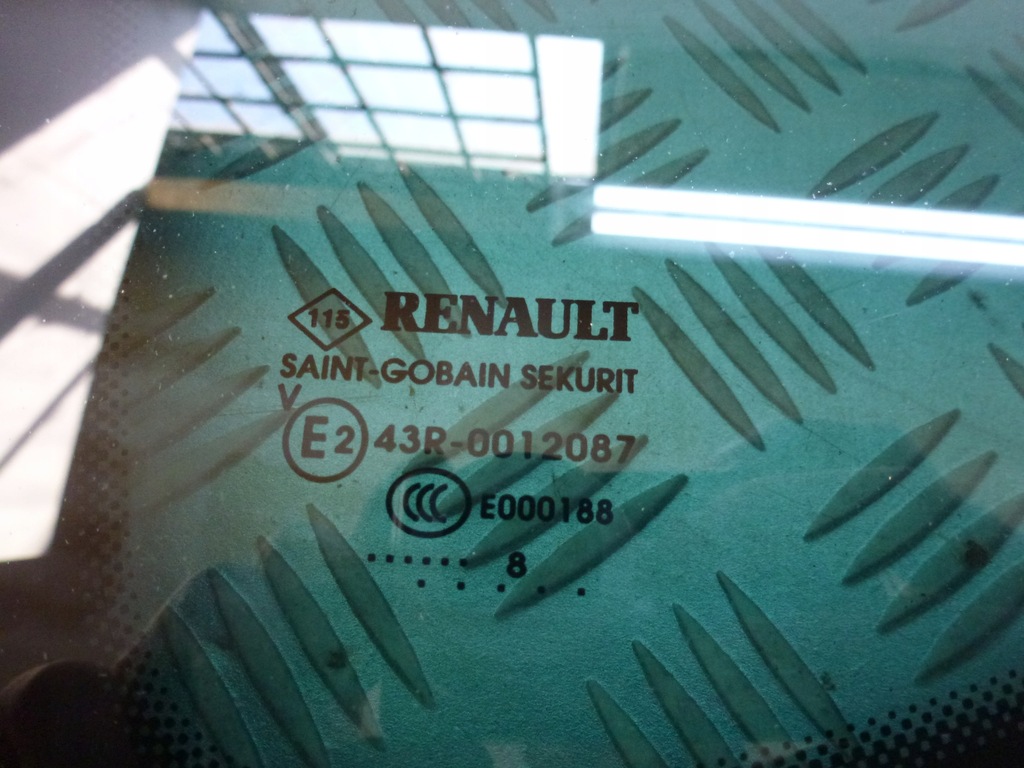 115 RENAULT
SAINT-GOBAIN SEKURIT
V
E2 43R-0012087
CCC E000188
...... 8
. . . . .